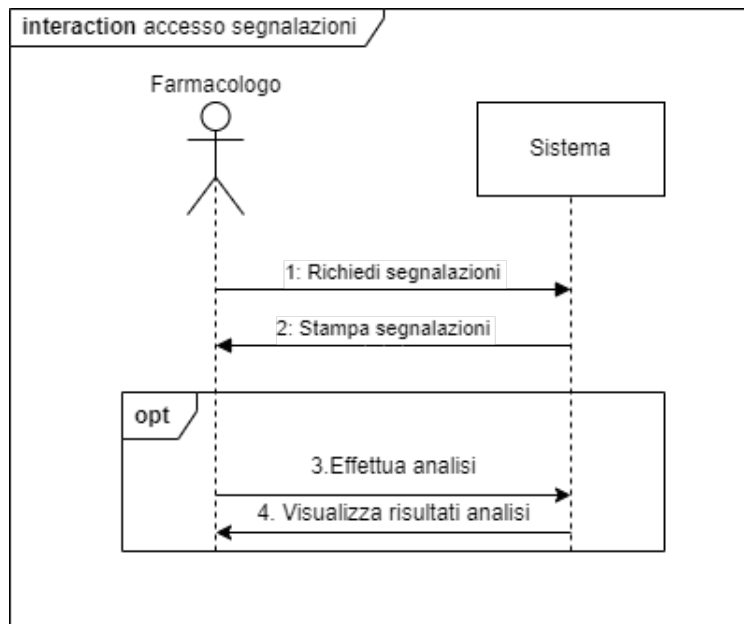 interaction accesso segnalazioni
Farmacologo
Sistema
1: Richiedi segnalazioni
2: Stampa segnalazioni
opt
3.Effettua analisi
4. Visualizza risultati analisi